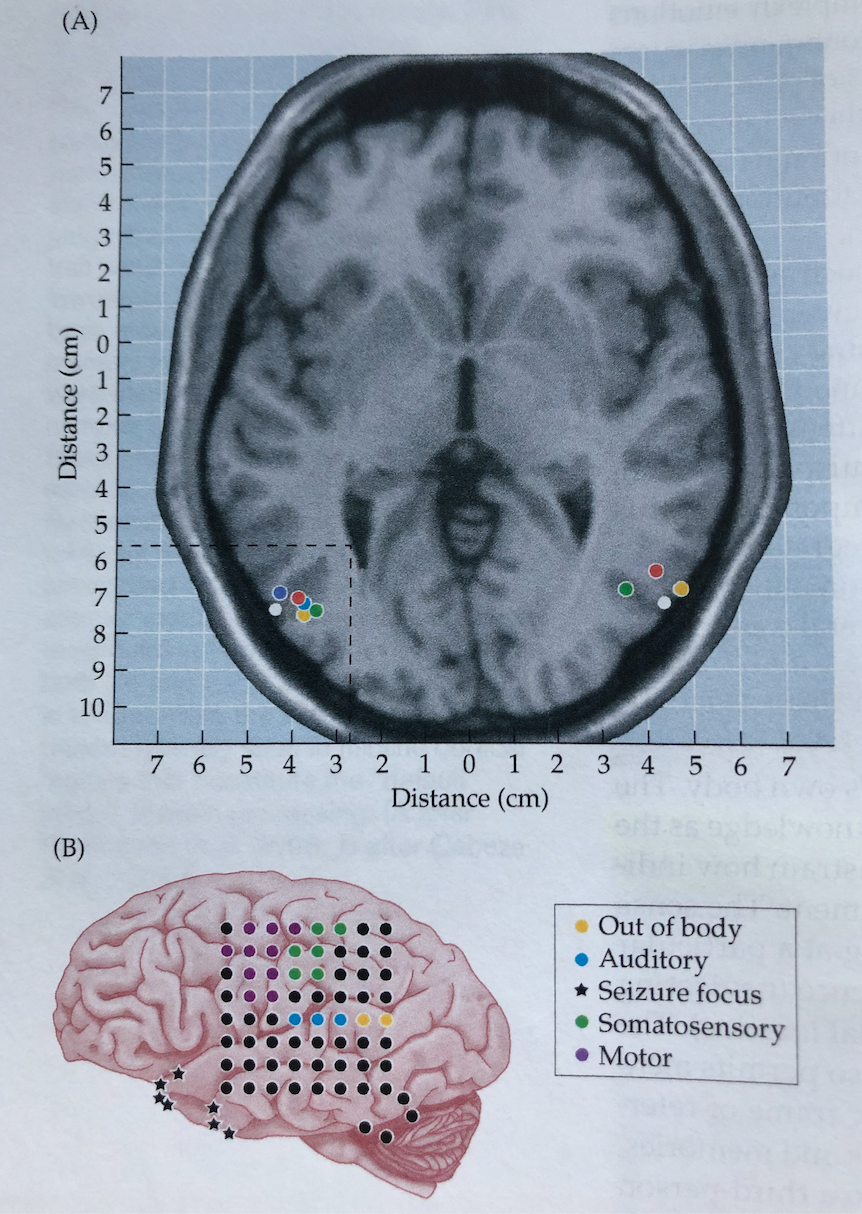 (A)
7
6
5
4
3
2
1
0
1
2
3
4
5
6
7
8
9
10
Distance (cm)
7 6 5 4 3 2 1 0 1 2 3 4 5 6 7
Distance (cm)
(B)
Out of body
Auditory
Seizure focus
Somatosensory
Motor